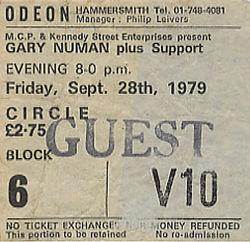 ODEON HAMMERSMITH Tel. 01-748-4081
Manager: Philip Leivers
M.C.P. & Kennedy Street Enterprises present
GARY NUMAN plus Support
EVENING 8-0 p.m.
Friday, Sept. 28th, 1979
CIRCLE
£2·75
GUEST
BLOCK
6 V10
NO TICKET EXCHANGED NOR MONEY REFUNDED
This portion to be retained No re-admission